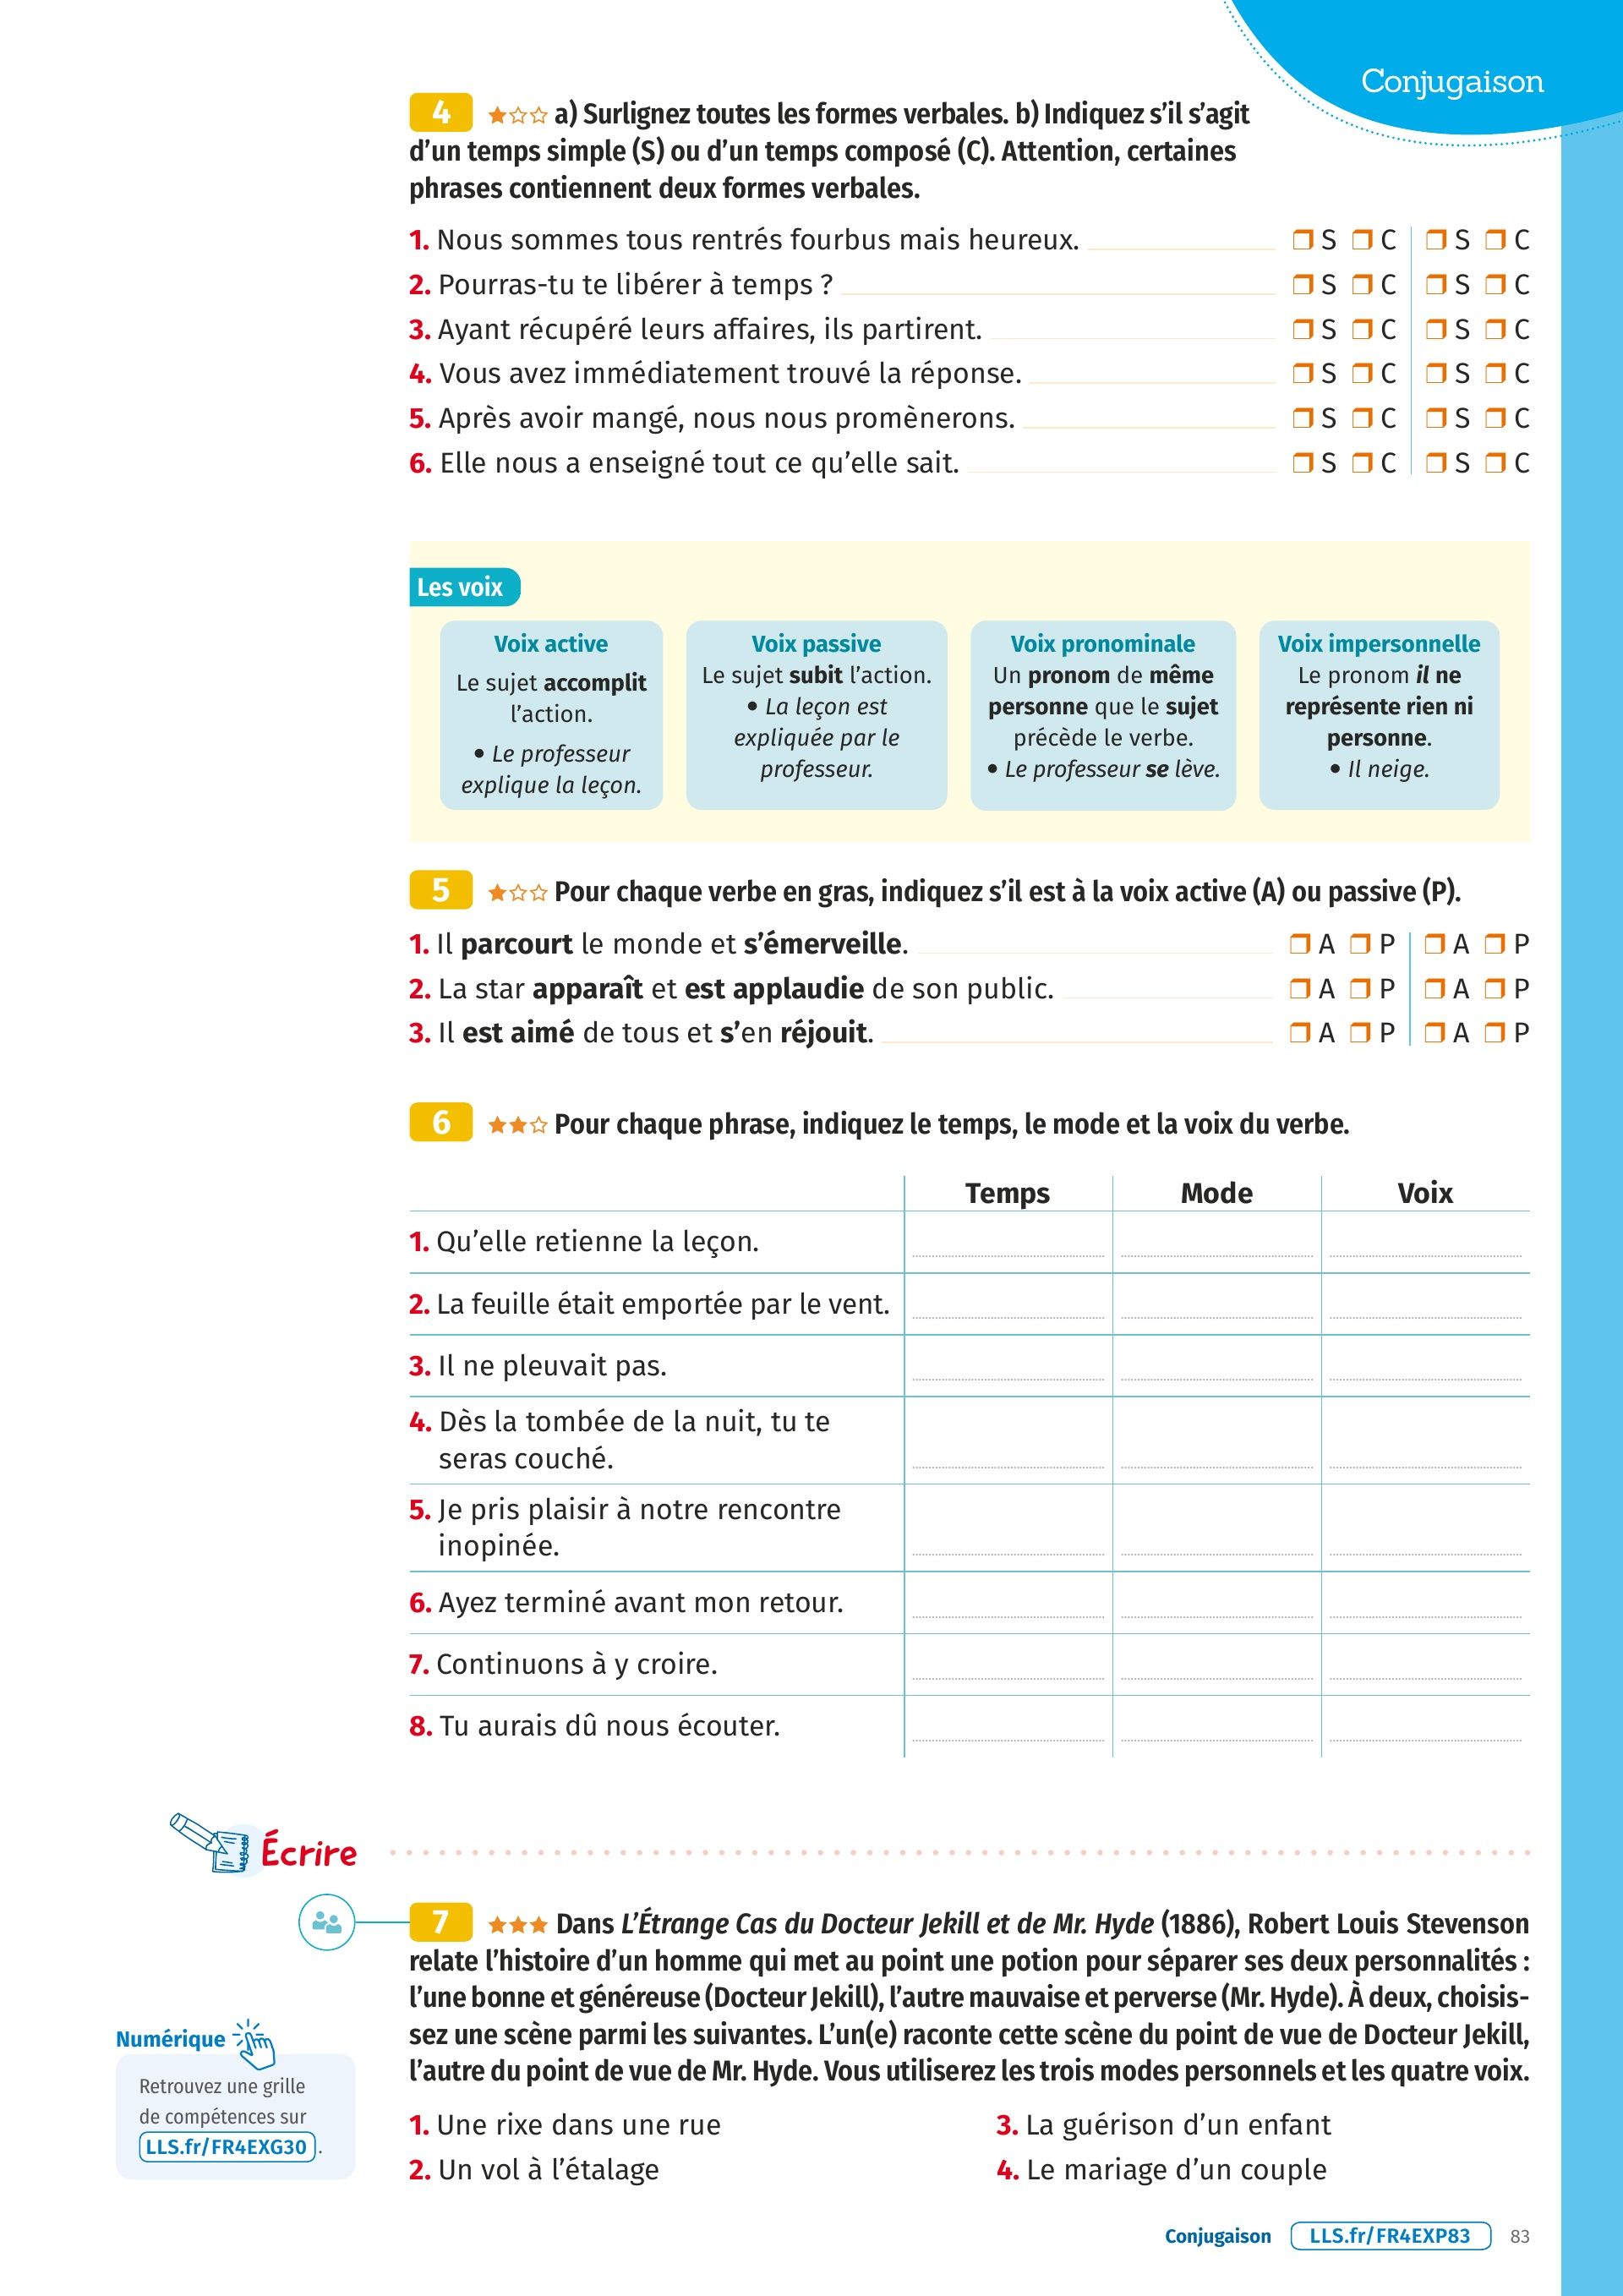 Conjugaison
4 a) Surlignez toutes les formes verbales. b) Indiquez s’il s’agit
d’un temps simple (S) ou d’un temps composé (C). Attention, certaines
phrases contiennent deux formes verbales.
1. Nous sommes tous rentrés fourbus mais heureux. S C S C
2. Pourras-tu te libérer à temps ? S C S C
3. Ayant récupéré leurs affaires, ils partirent. S C S C
4. Vous avez immédiatement trouvé la réponse. S C S C
5. Après avoir mangé, nous nous promènerons. S C S C
6. Elle nous a enseigné tout ce qu’elle sait. S C S C
Les voix
Voix active
Le sujet accomplit
l’action.
• Le professeur
explique la leçon.
Voix passive
Le sujet subit l’action.
• La leçon est
expliquée par le
professeur.
Voix pronominale
Un pronom de même
personne que le sujet
précède le verbe.
• Le professeur se lève.
Voix impersonnelle
Le pronom il ne
représente rien ni
personne.
• Il neige.
5 Pour chaque verbe en gras, indiquez s’il est à la voix active (A) ou passive (P).
1. Il parcourt le monde et s’émerveille. A P A P
2. La star apparaît et est applaudie de son public. A P A P
3. Il est aimé de tous et s’en réjouit. A P A P
6 Pour chaque phrase, indiquez le temps, le mode et la voix du verbe.
Temps Mode Voix
1. Qu’elle retienne la leçon.
2. La feuille était emportée par le vent.
3. Il ne pleuvait pas.
4. Dès la tombée de la nuit, tu te
seras couché.
5. Je pris plaisir à notre rencontre
inopinée.
6. Ayez terminé avant mon retour.
7. Continuons à y croire.
8. Tu aurais dû nous écouter.
Écrire
7 Dans L’Étrange Cas du Docteur Jekill et de Mr. Hyde (1886), Robert Louis Stevenson
relate l’histoire d’un homme qui met au point une potion pour séparer ses deux personnalités :
l’une bonne et généreuse (Docteur Jekill), l’autre mauvaise et perverse (Mr. Hyde). À deux, choisis-
sez une scène parmi les suivantes. L’un(e) raconte cette scène du point de vue de Docteur Jekill,
l’autre du point de vue de Mr. Hyde. Vous utiliserez les trois modes personnels et les quatre voix.
1. Une rixe dans une rue
2. Un vol à l’étalage
3. La guérison d’un enfant
4. Le mariage d’un couple
Numérique
Retrouvez une grille
de compétences sur
LLS.fr/FR4EXG30.
Conjugaison LLS.fr/FR4EXP83 83